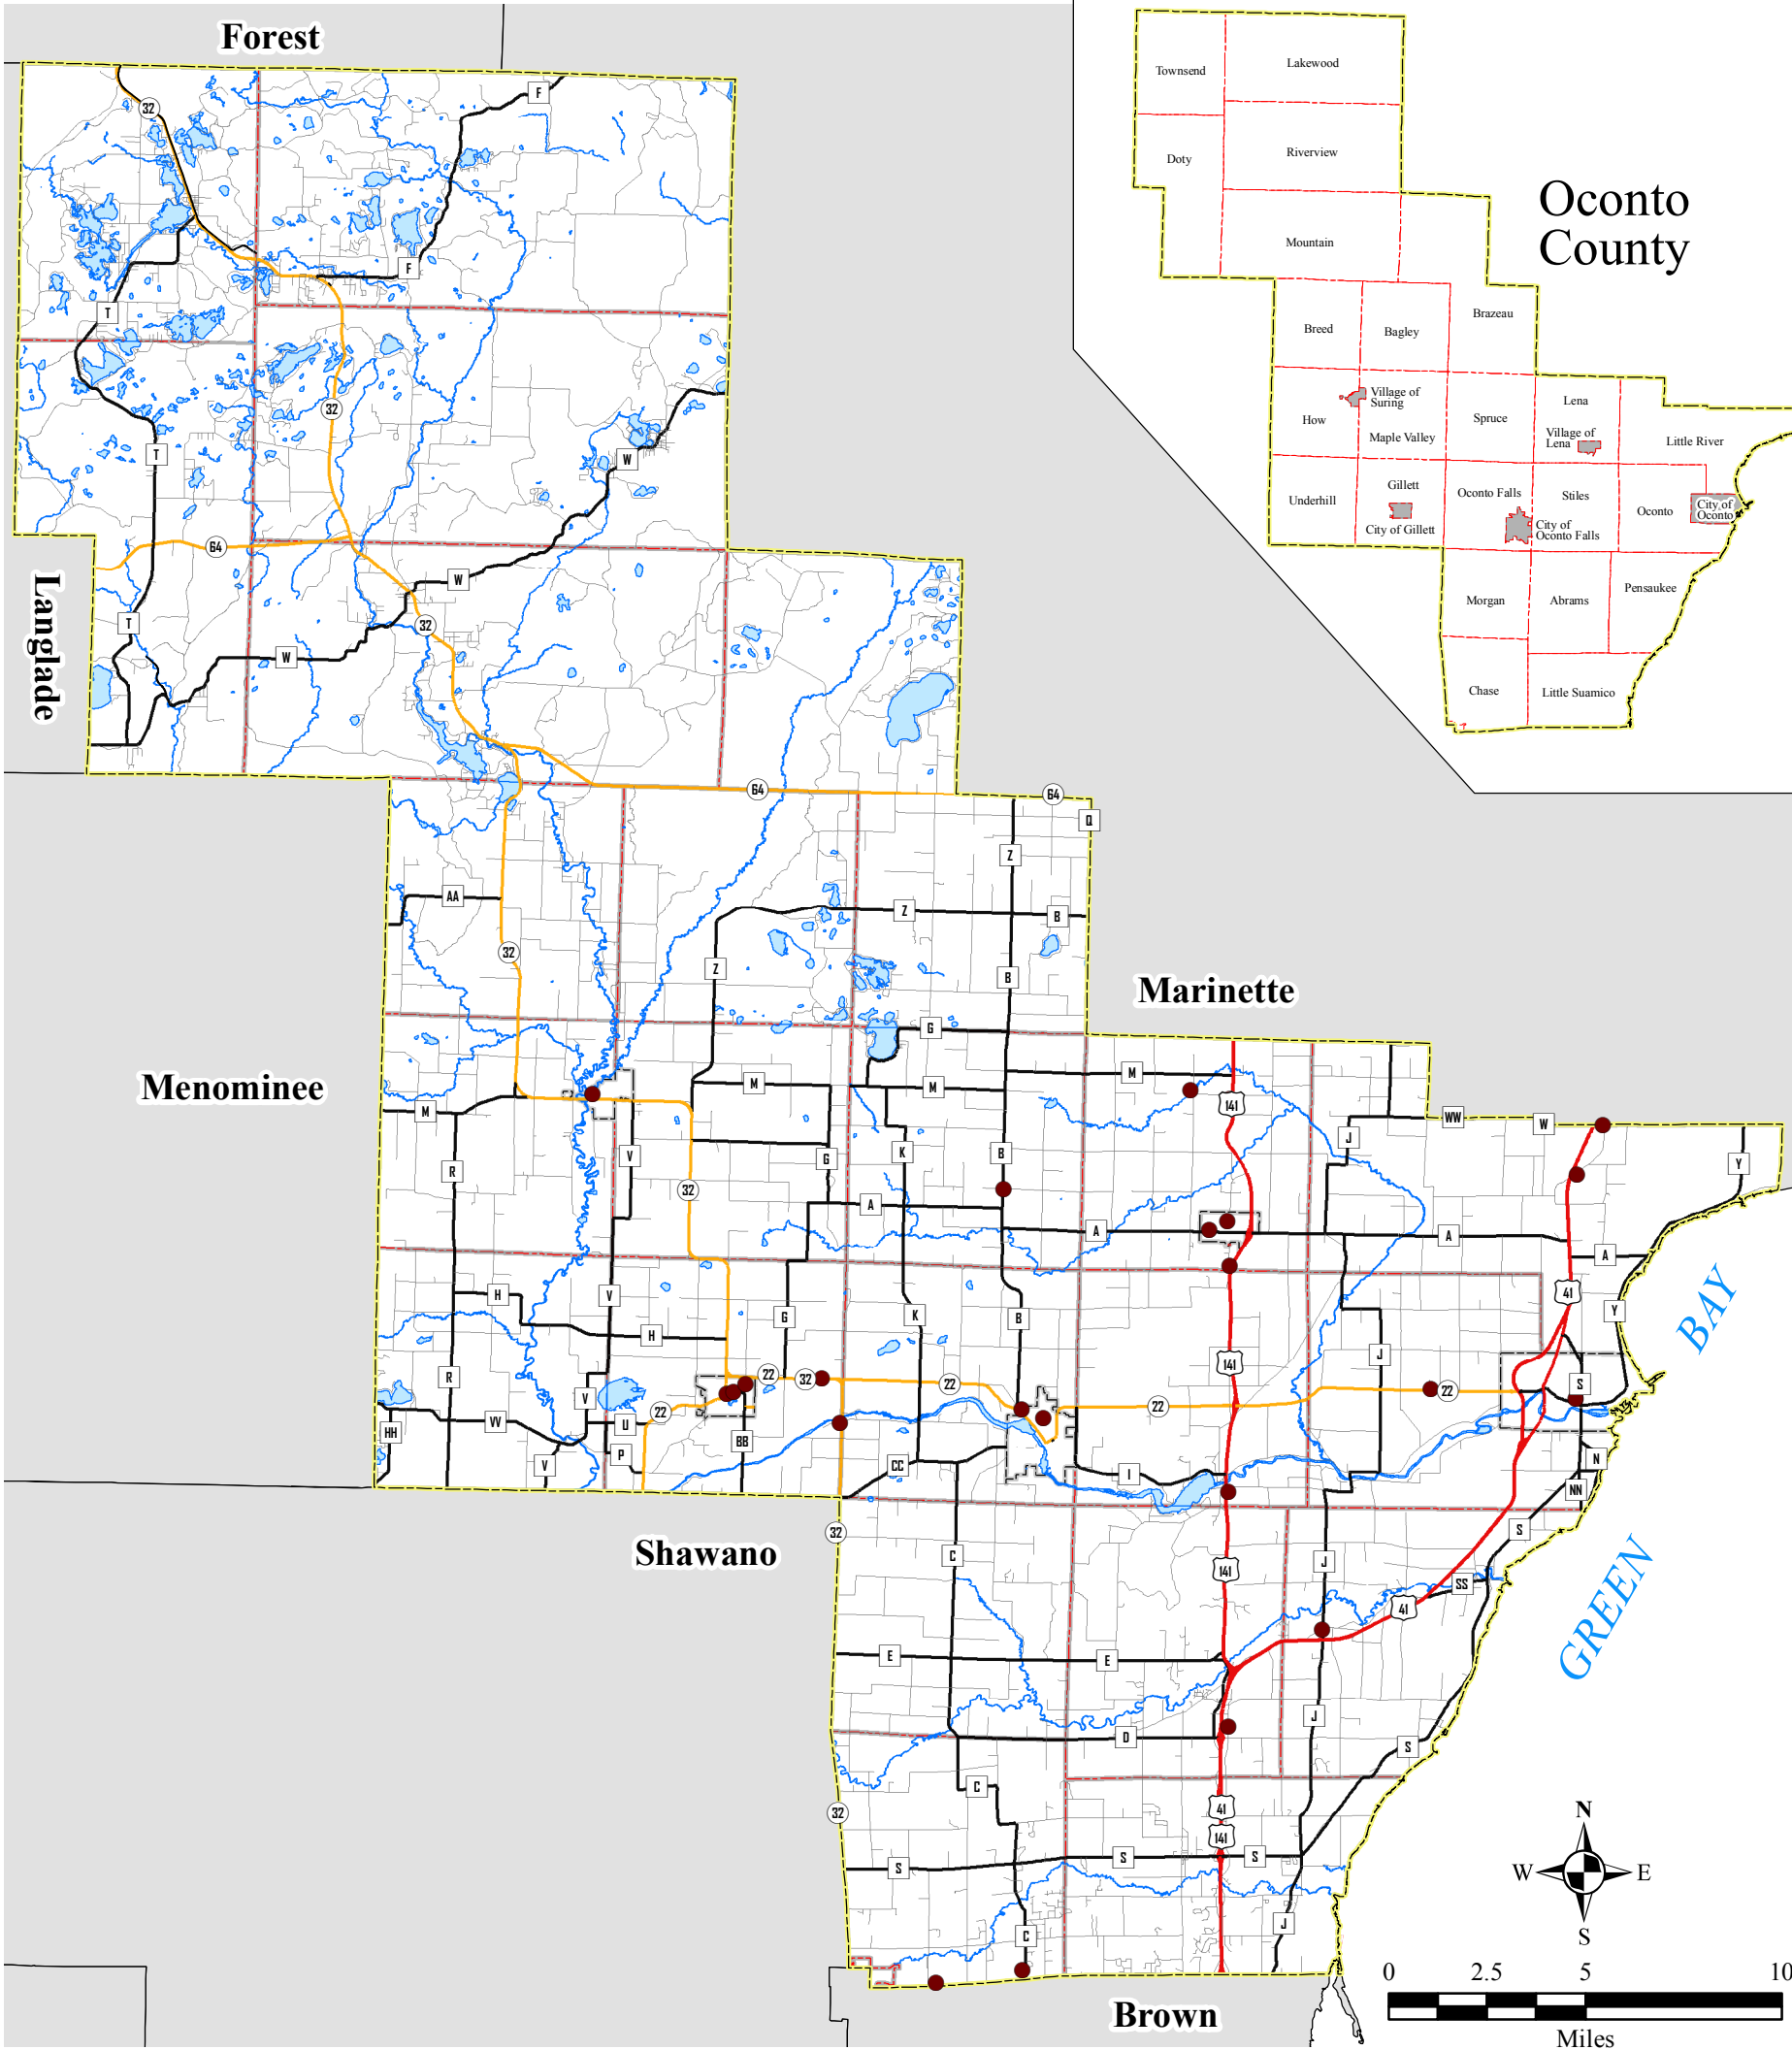 Forest
Townsend
Lakewood
Doty
Riverview
Mountain
Oconto
County
Breed
Bagley
Brazeau
Village of
Suring
How
Maple Valley
Spruce
Lena
Village of
Lena
Little River
Underhill
Gillett
City of Gillett
Oconto Falls
City of
Oconto Falls
Stiles
Oconto
City of
Oconto
Morgan
Abrams
Pensaukee
Chase
Little Suamico
32
F
F
T
32
T
W
64
W
32
T
W
Langlade
64
64
Q
Z
AA
Z
B
32
Z
B
Marinette
G
Menominee
M
M
M
M
141
WW
W
J
R
V
G
K
B
Y
32
A
A
A
A
H
V
G
K
B
41
Y
BAY
H
141
J
R
22
32
22
22
S
V
22
22
HH
VV
U
BB
P
V
CC
I
N
NN
Shawano
32
C
S
141
J
SS
41
GREEN
E
E
J
D
S
C
32
41
141
S
S
S
J
C
N
W
E
S
0
2.5
5
10
Miles
Brown